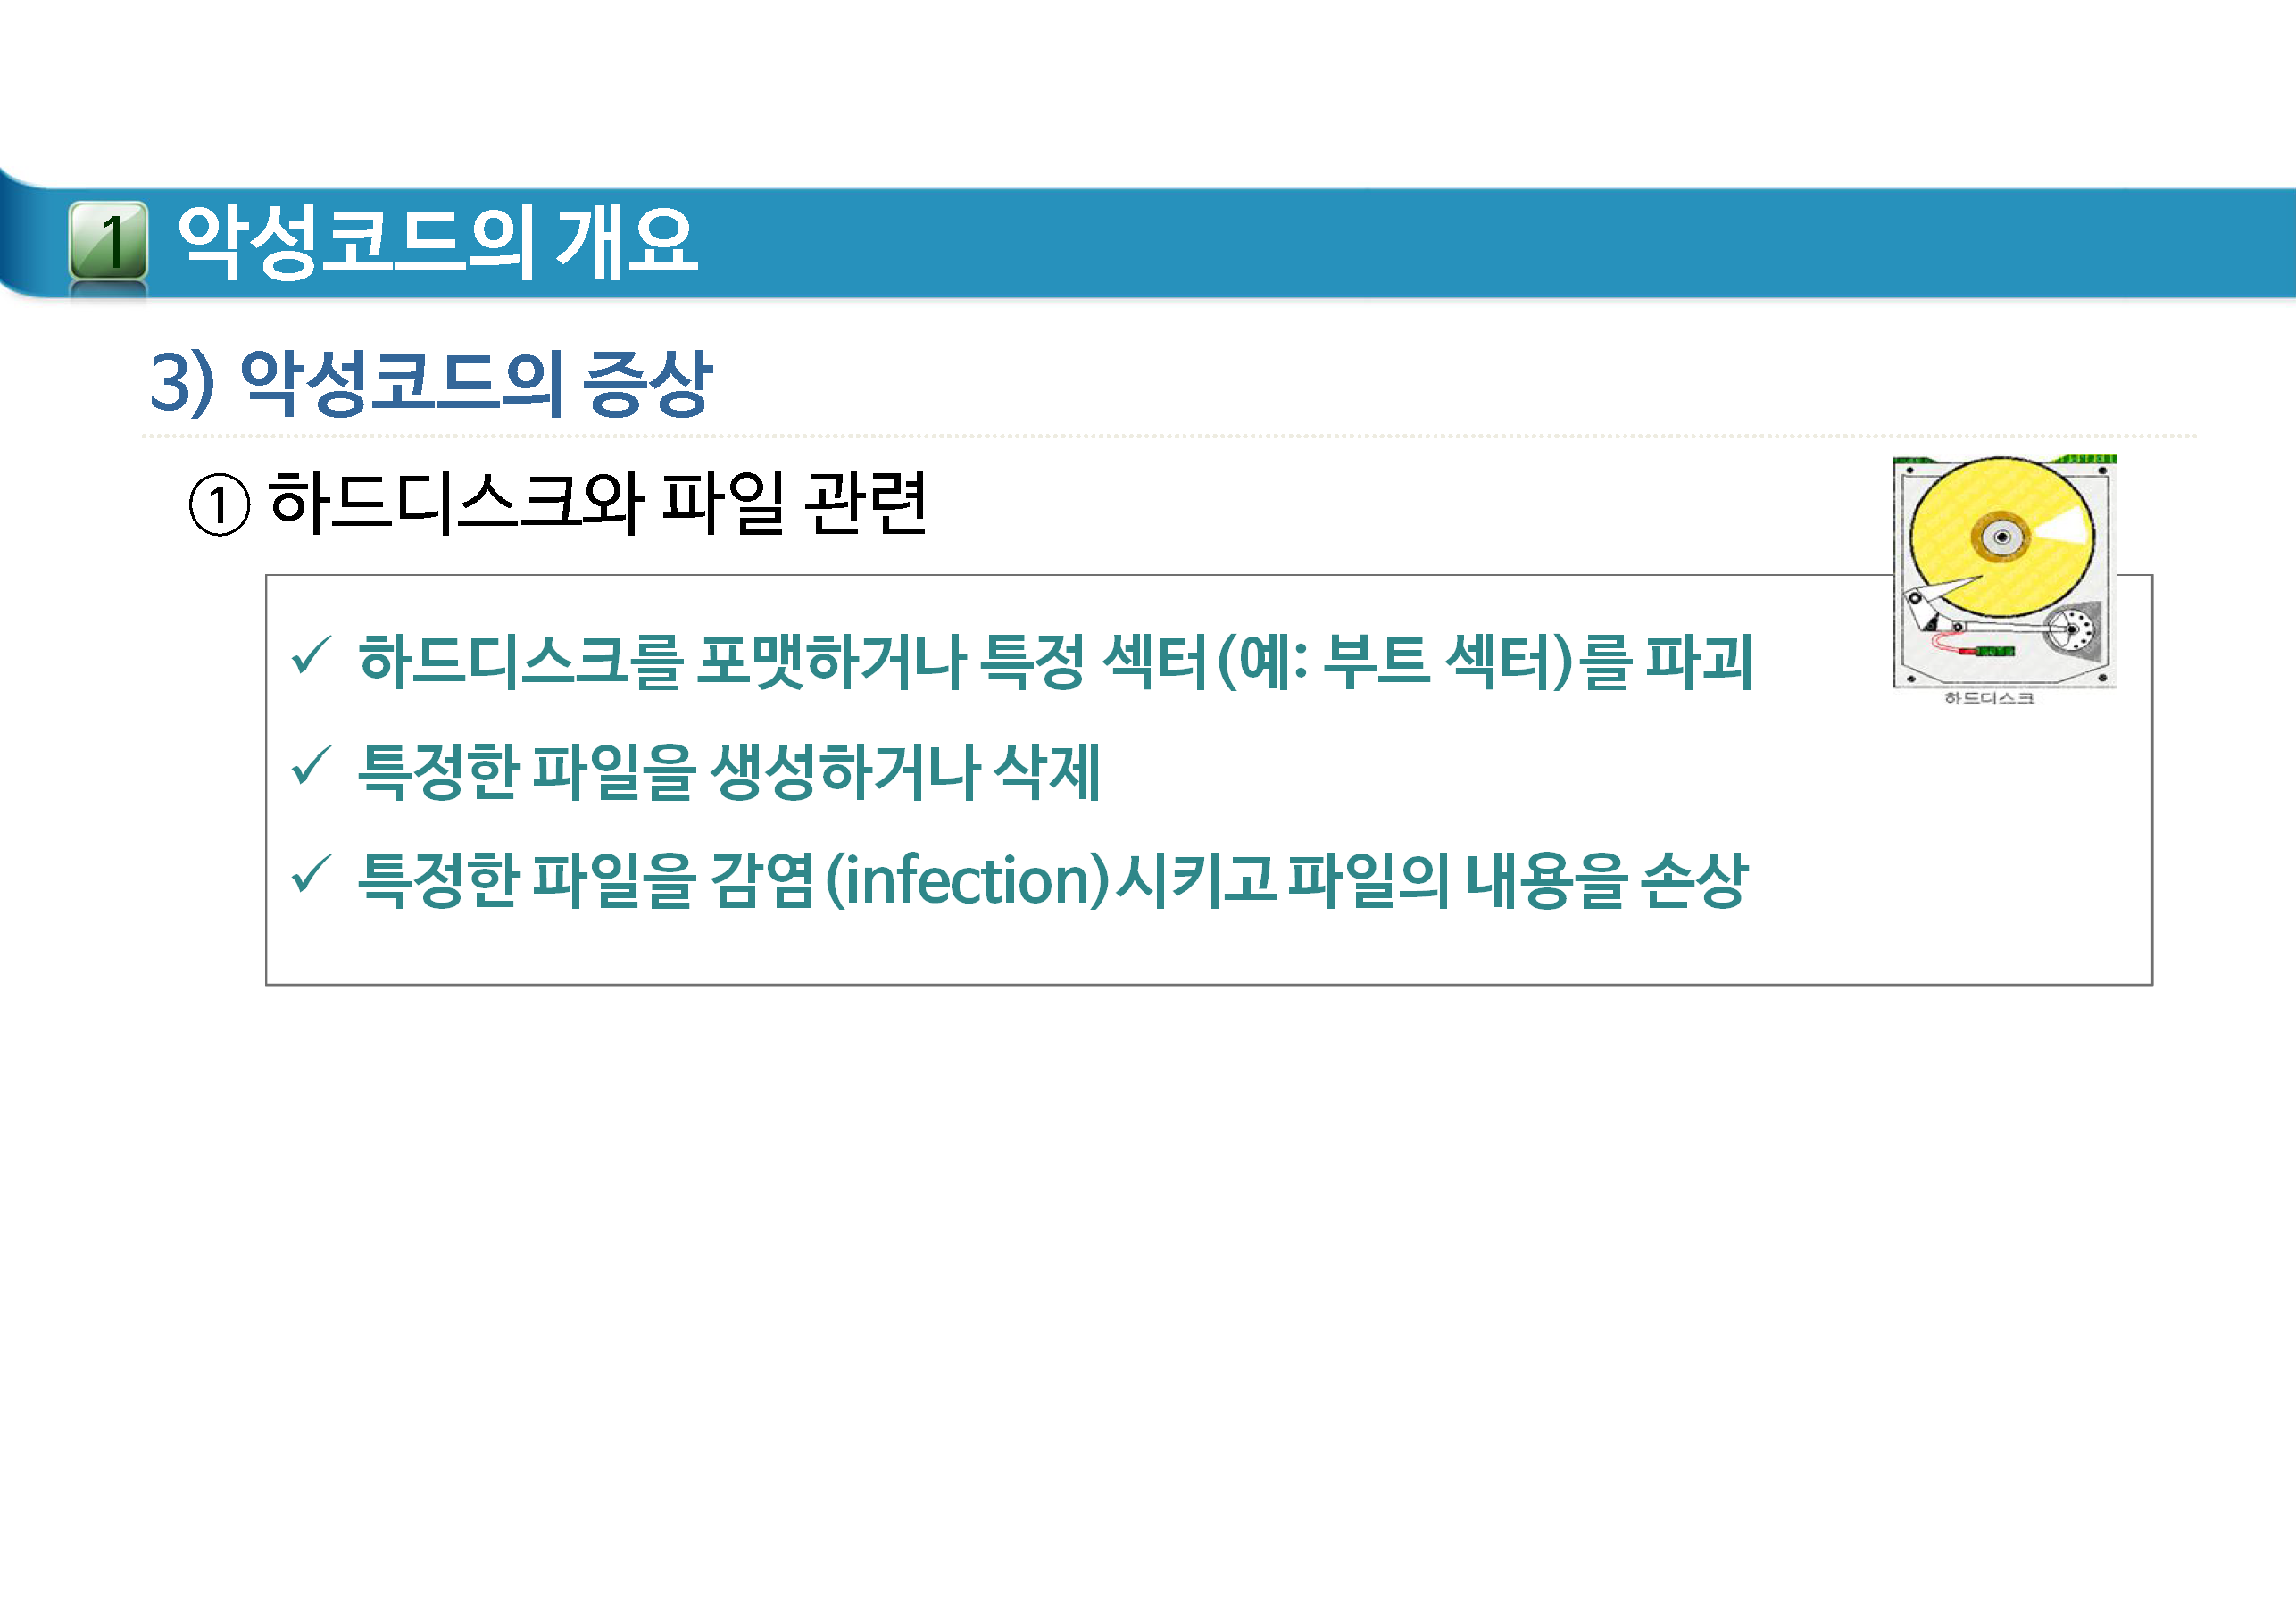 1 악성코드의 개요
3) 악성코드의 증상
① 하드디스크와 파일 관련
✓ 하드디스크를 포맷하거나 특정 섹터(예: 부트 섹터)를 파괴
하드디스크
✓ 특정한 파일을 생성하거나 삭제
✓ 특정한 파일을 감염(infection)시키고 파일의 내용을 손상